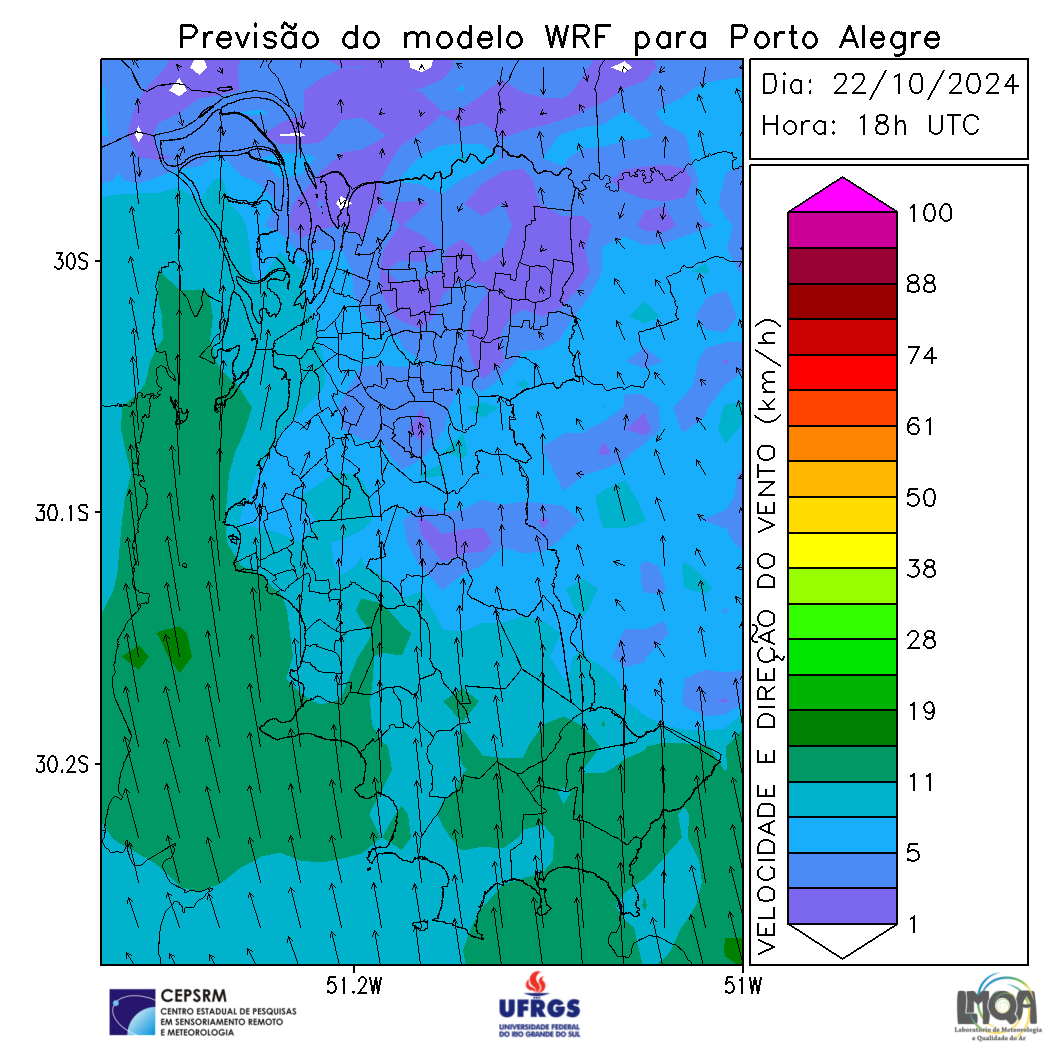 Previsão do modelo WRF para Porto Alegre
Dia: 22/10/2024
Hora: 18h UTC
30S
30.1S
30.2S
51.2W
51W
VELOCIDADE E DIREÇÃO DO VENTO (km/h)
100
88
74
61
50
38
28
19
11
5
1
CEPSRM
CENTRO ESTADUAL DE PESQUISAS
EM SENSORIAMENTO REMOTO
E METEOROLOGIA
UFRGS
UNIVERSIDADE FEDERAL
DO RIO GRANDE DO SUL
LMQA
Laboratório de Meteorologia
e Qualidade do Ar